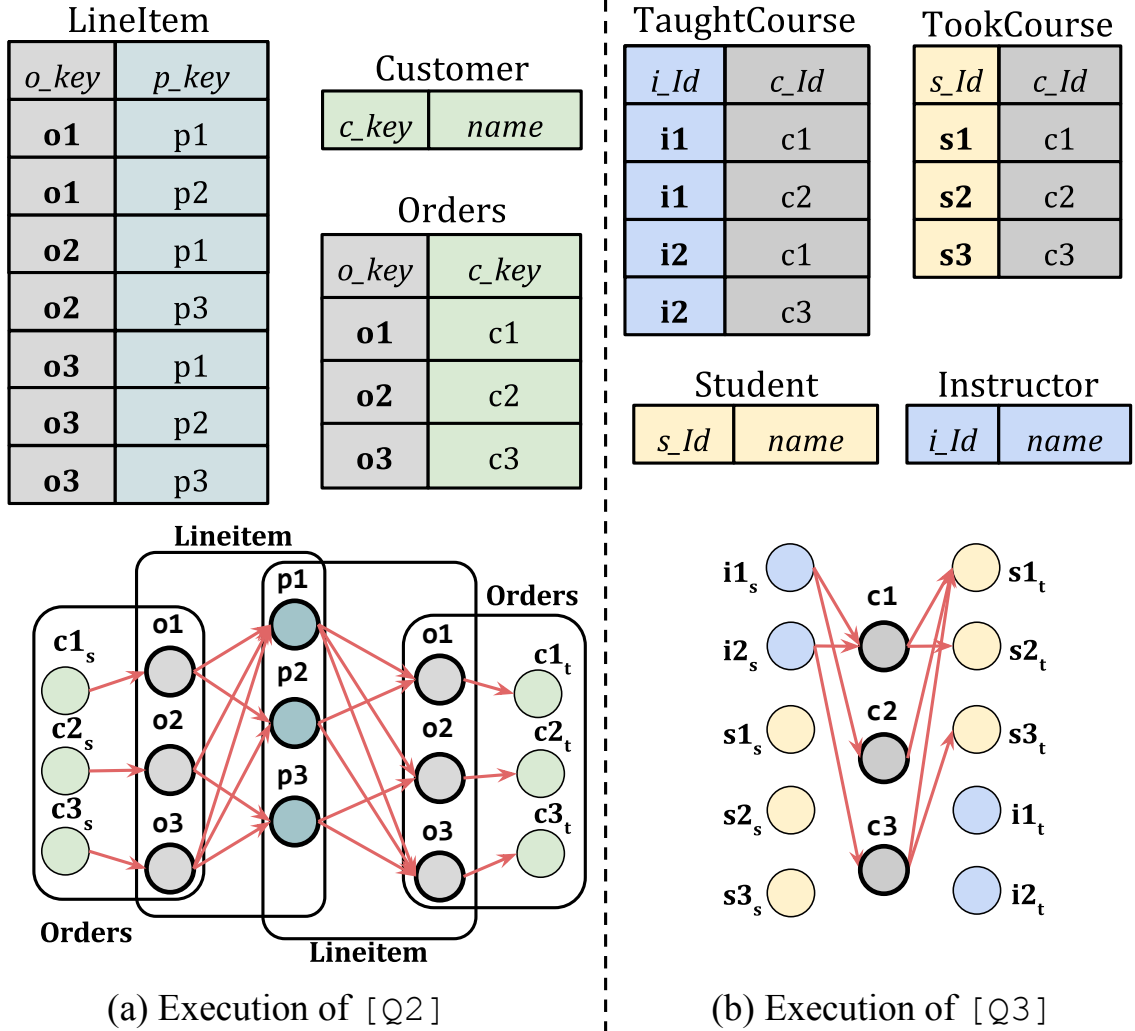 LineItem
o_key p_key
o1 p1
o1 p2
o2 p1
o2 p3
o3 p1
o3 p2
o3 p3
Customer
c_key name
Orders
o_key c_key
o1 c1
o2 c2
o3 c3
Lineitem
p1
p2
p3
Orders
o1
o2
o3
c1s
c2s
c3s
o1
o2
o3
c1t
c2t
c3t
Orders
Lineitem
(a) Execution of [Q2]
TaughtCourse
i_Id c_Id
i1 c1
i1 c2
i2 c1
i2 c3
TookCourse
s_Id c_Id
s1 c1
s2 c2
s3 c3
Student
s_Id name
Instructor
i_Id name
i1s
i2s
s1s
s2s
s3s
c1
c2
c3
s1t
s2t
s3t
i1t
i2t
(b) Execution of [Q3]